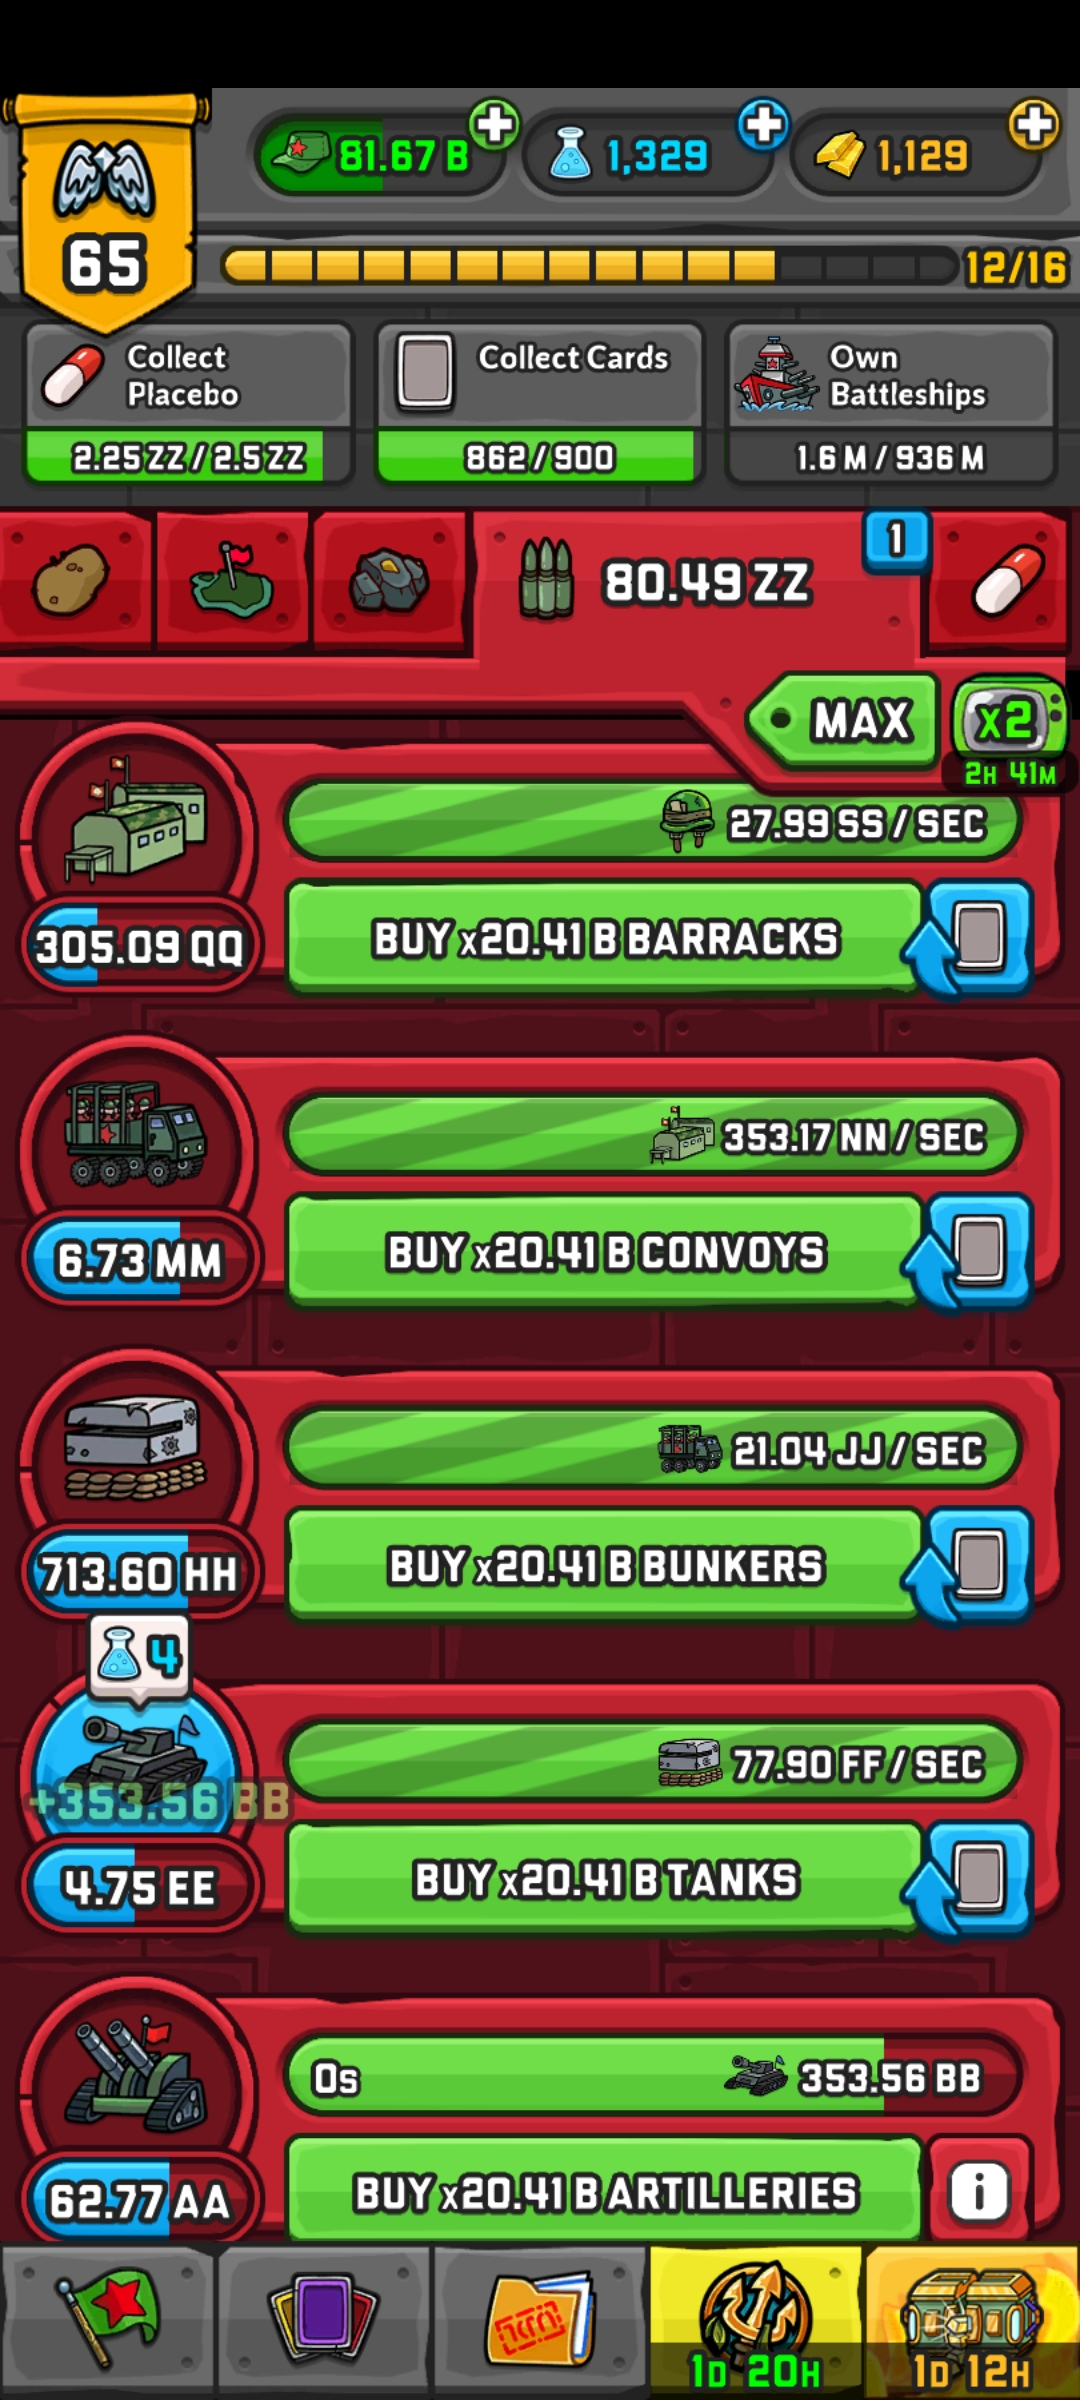 81.67 B
1,329
1,129
65
12/16
Collect
Placebo
2.25 ZZ / 2.5 ZZ
Collect Cards
862 / 900
Own
Battleships
1.6 M / 936 M
80.49 ZZ
1
MAX
x2
2H 41M
27.99 SS / SEC
305.09 QQ
BUY x20.41 B BARRACKS
353.17 NN / SEC
6.73 MM
BUY x20.41 B CONVOYS
21.04 JJ / SEC
713.60 HH
BUY x20.41 B BUNKERS
4
77.90 FF / SEC
+353.56 BB
4.75 EE
BUY x20.41 B TANKS
0s
353.56 BB
62.77 AA
BUY x20.41 B ARTILLERIES
i
1D 20H
1D 12H